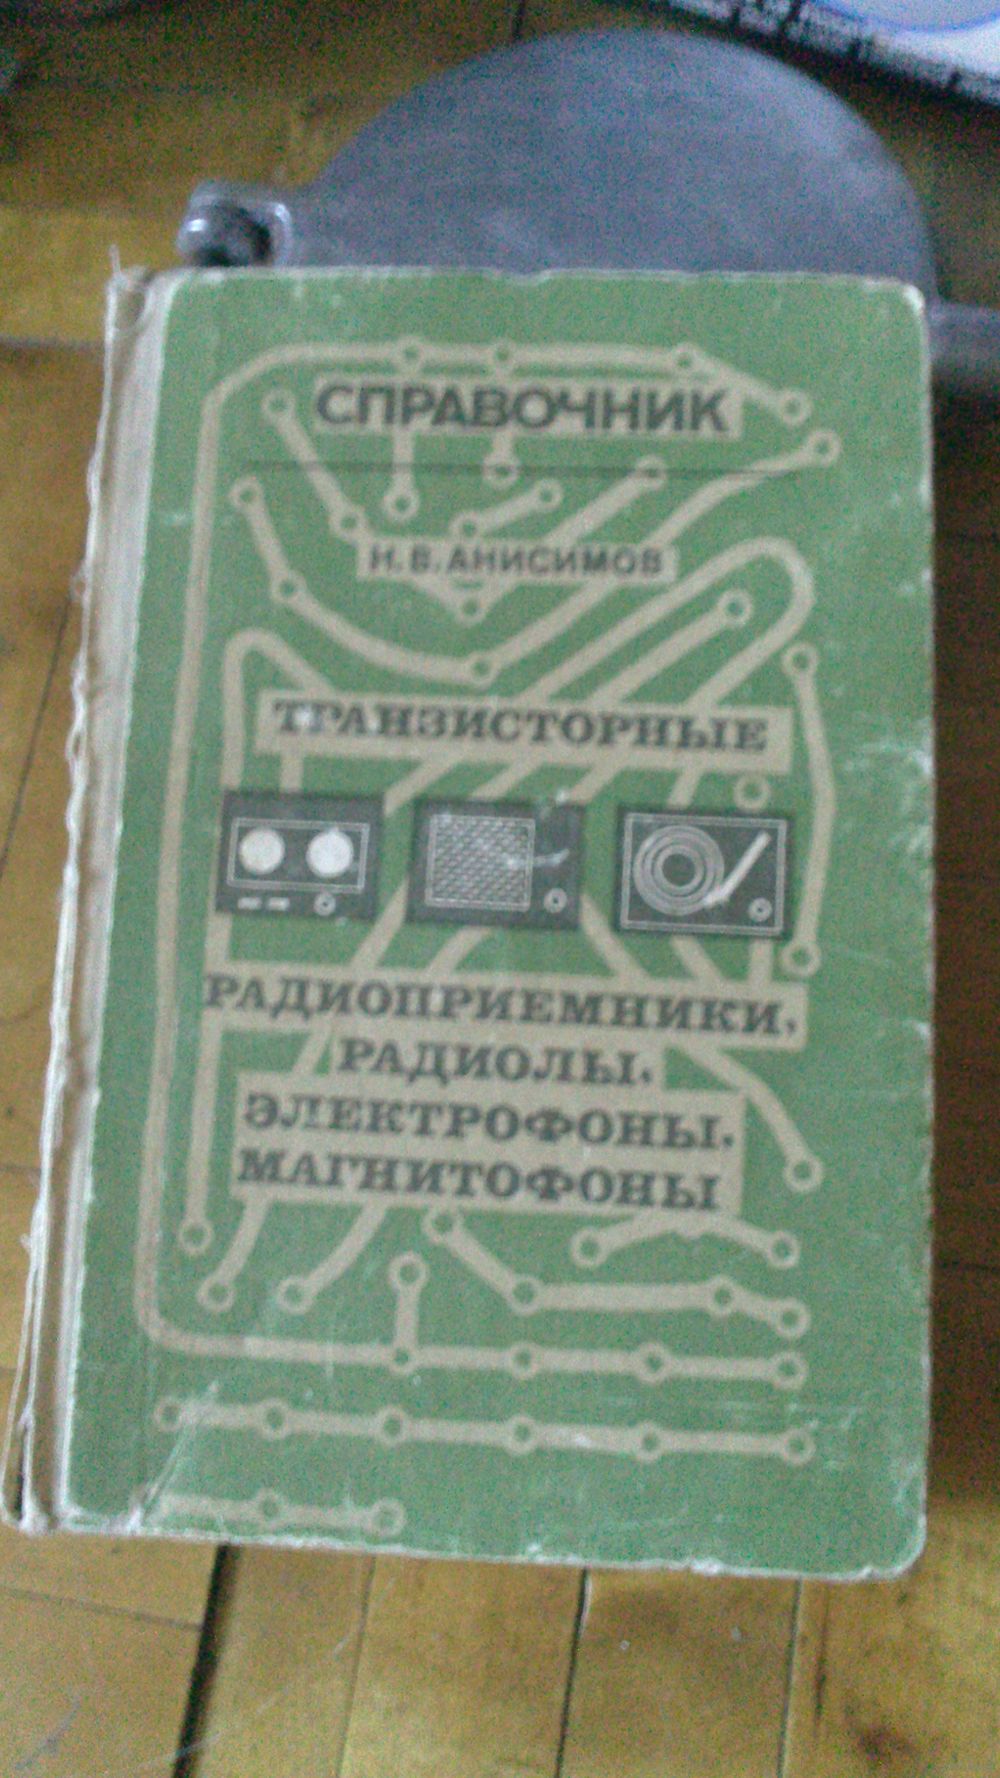 СПРАВОЧНИК
Н.В.АНИСИМОВ
ТРАНЗИСТОРНЫЕ
РАДИОПРИЕМНИКИ,
РАДИОЛЫ,
ЭЛЕКТРОФОНЫ,
МАГНИТОФОНЫ